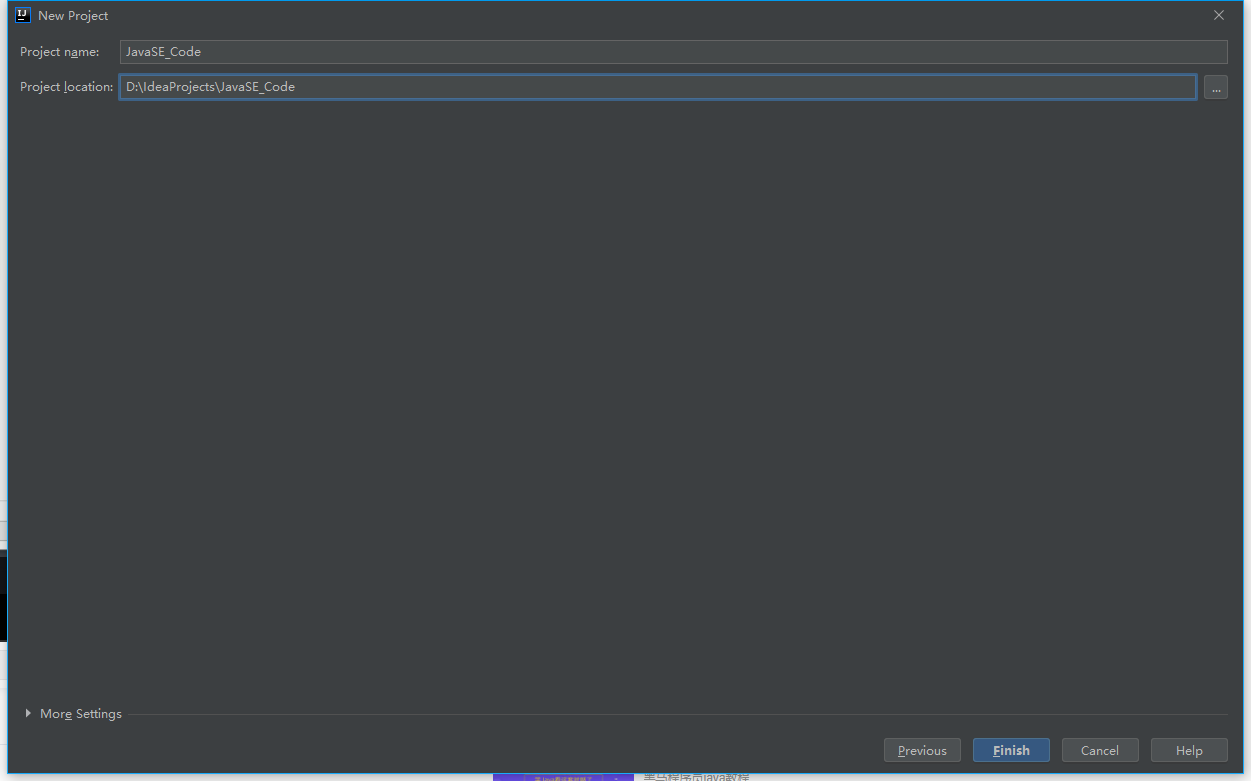 New Project
Project name: JavaSE_Code
Project location: D:\IdeaProjects\JavaSE_Code ...
More Settings
Previous Finish Cancel Help
黑马程序员java教程